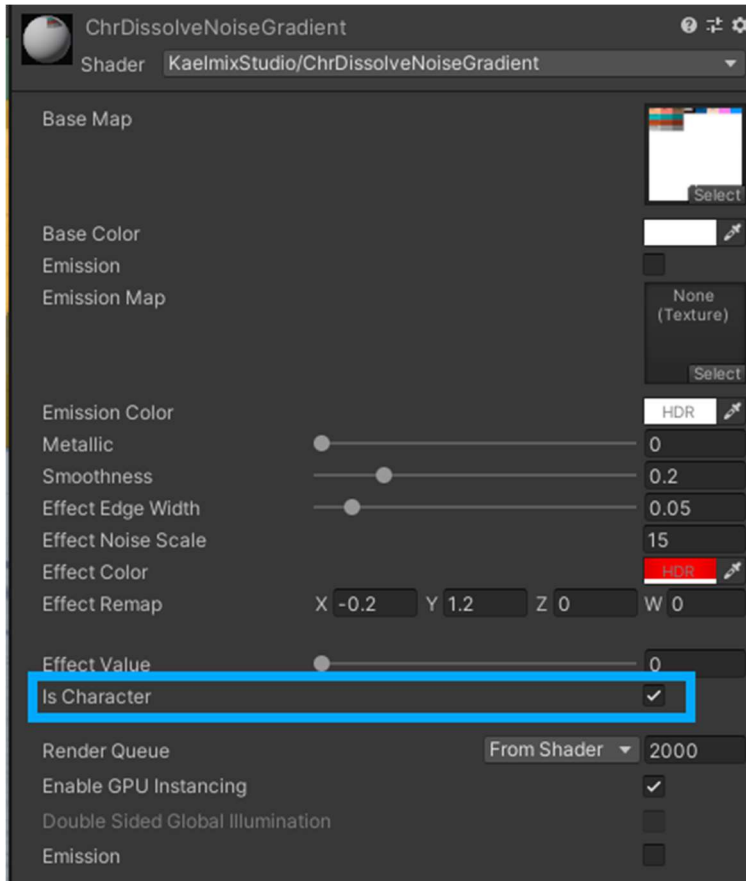 ChrDissolveNoiseGradient
Shader KaelmixStudio/ChrDissolveNoiseGradient
Base Map
Select
Base Color
Emission
Emission Map
None
(Texture)
Select
Emission Color HDR
Metallic 0
Smoothness 0.2
Effect Edge Width 0.05
Effect Noise Scale 15
Effect Color HDR
Effect Remap X -0.2 Y 1.2 Z 0 W 0
Effect Value 0
Is Character
Render Queue From Shader 2000
Enable GPU Instancing
Double Sided Global Illumination
Emission